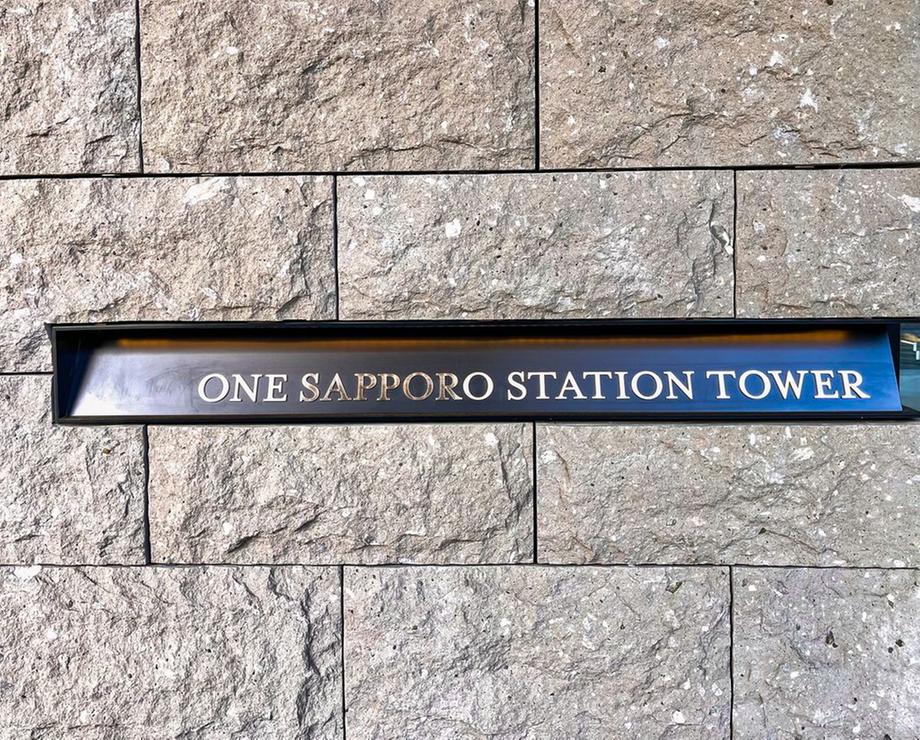 ONE SAPPORO STATION TOWER